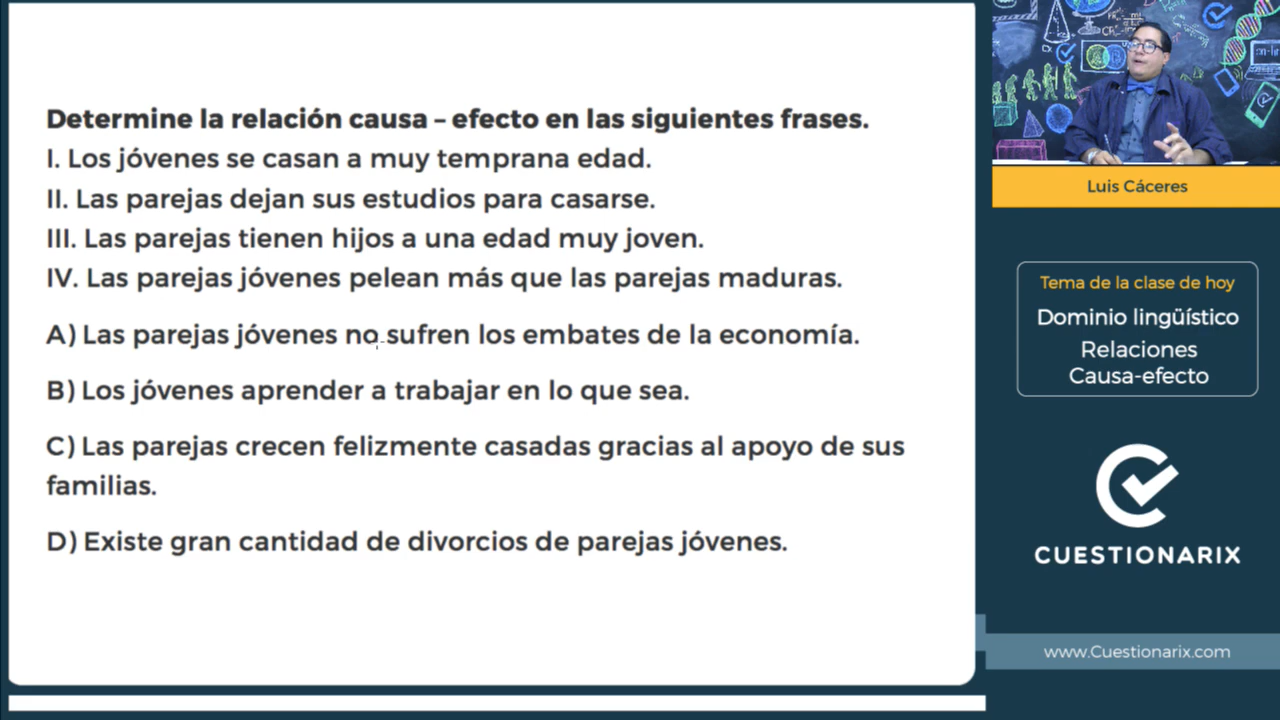 Determine la relación causa – efecto en las siguientes frases.
I. Los jóvenes se casan a muy temprana edad.
II. Las parejas dejan sus estudios para casarse.
III. Las parejas tienen hijos a una edad muy joven.
IV. Las parejas jóvenes pelean más que las parejas maduras.
A) Las parejas jóvenes no sufren los embates de la economía.
B) Los jóvenes aprender a trabajar en lo que sea.
C) Las parejas crecen felizmente casadas gracias al apoyo de sus
familias.
D) Existe gran cantidad de divorcios de parejas jóvenes.
Luis Cáceres
Tema de la clase de hoy
Dominio lingüístico
Relaciones
Causa-efecto
CUESTIONARIX
www.Cuestionarix.com